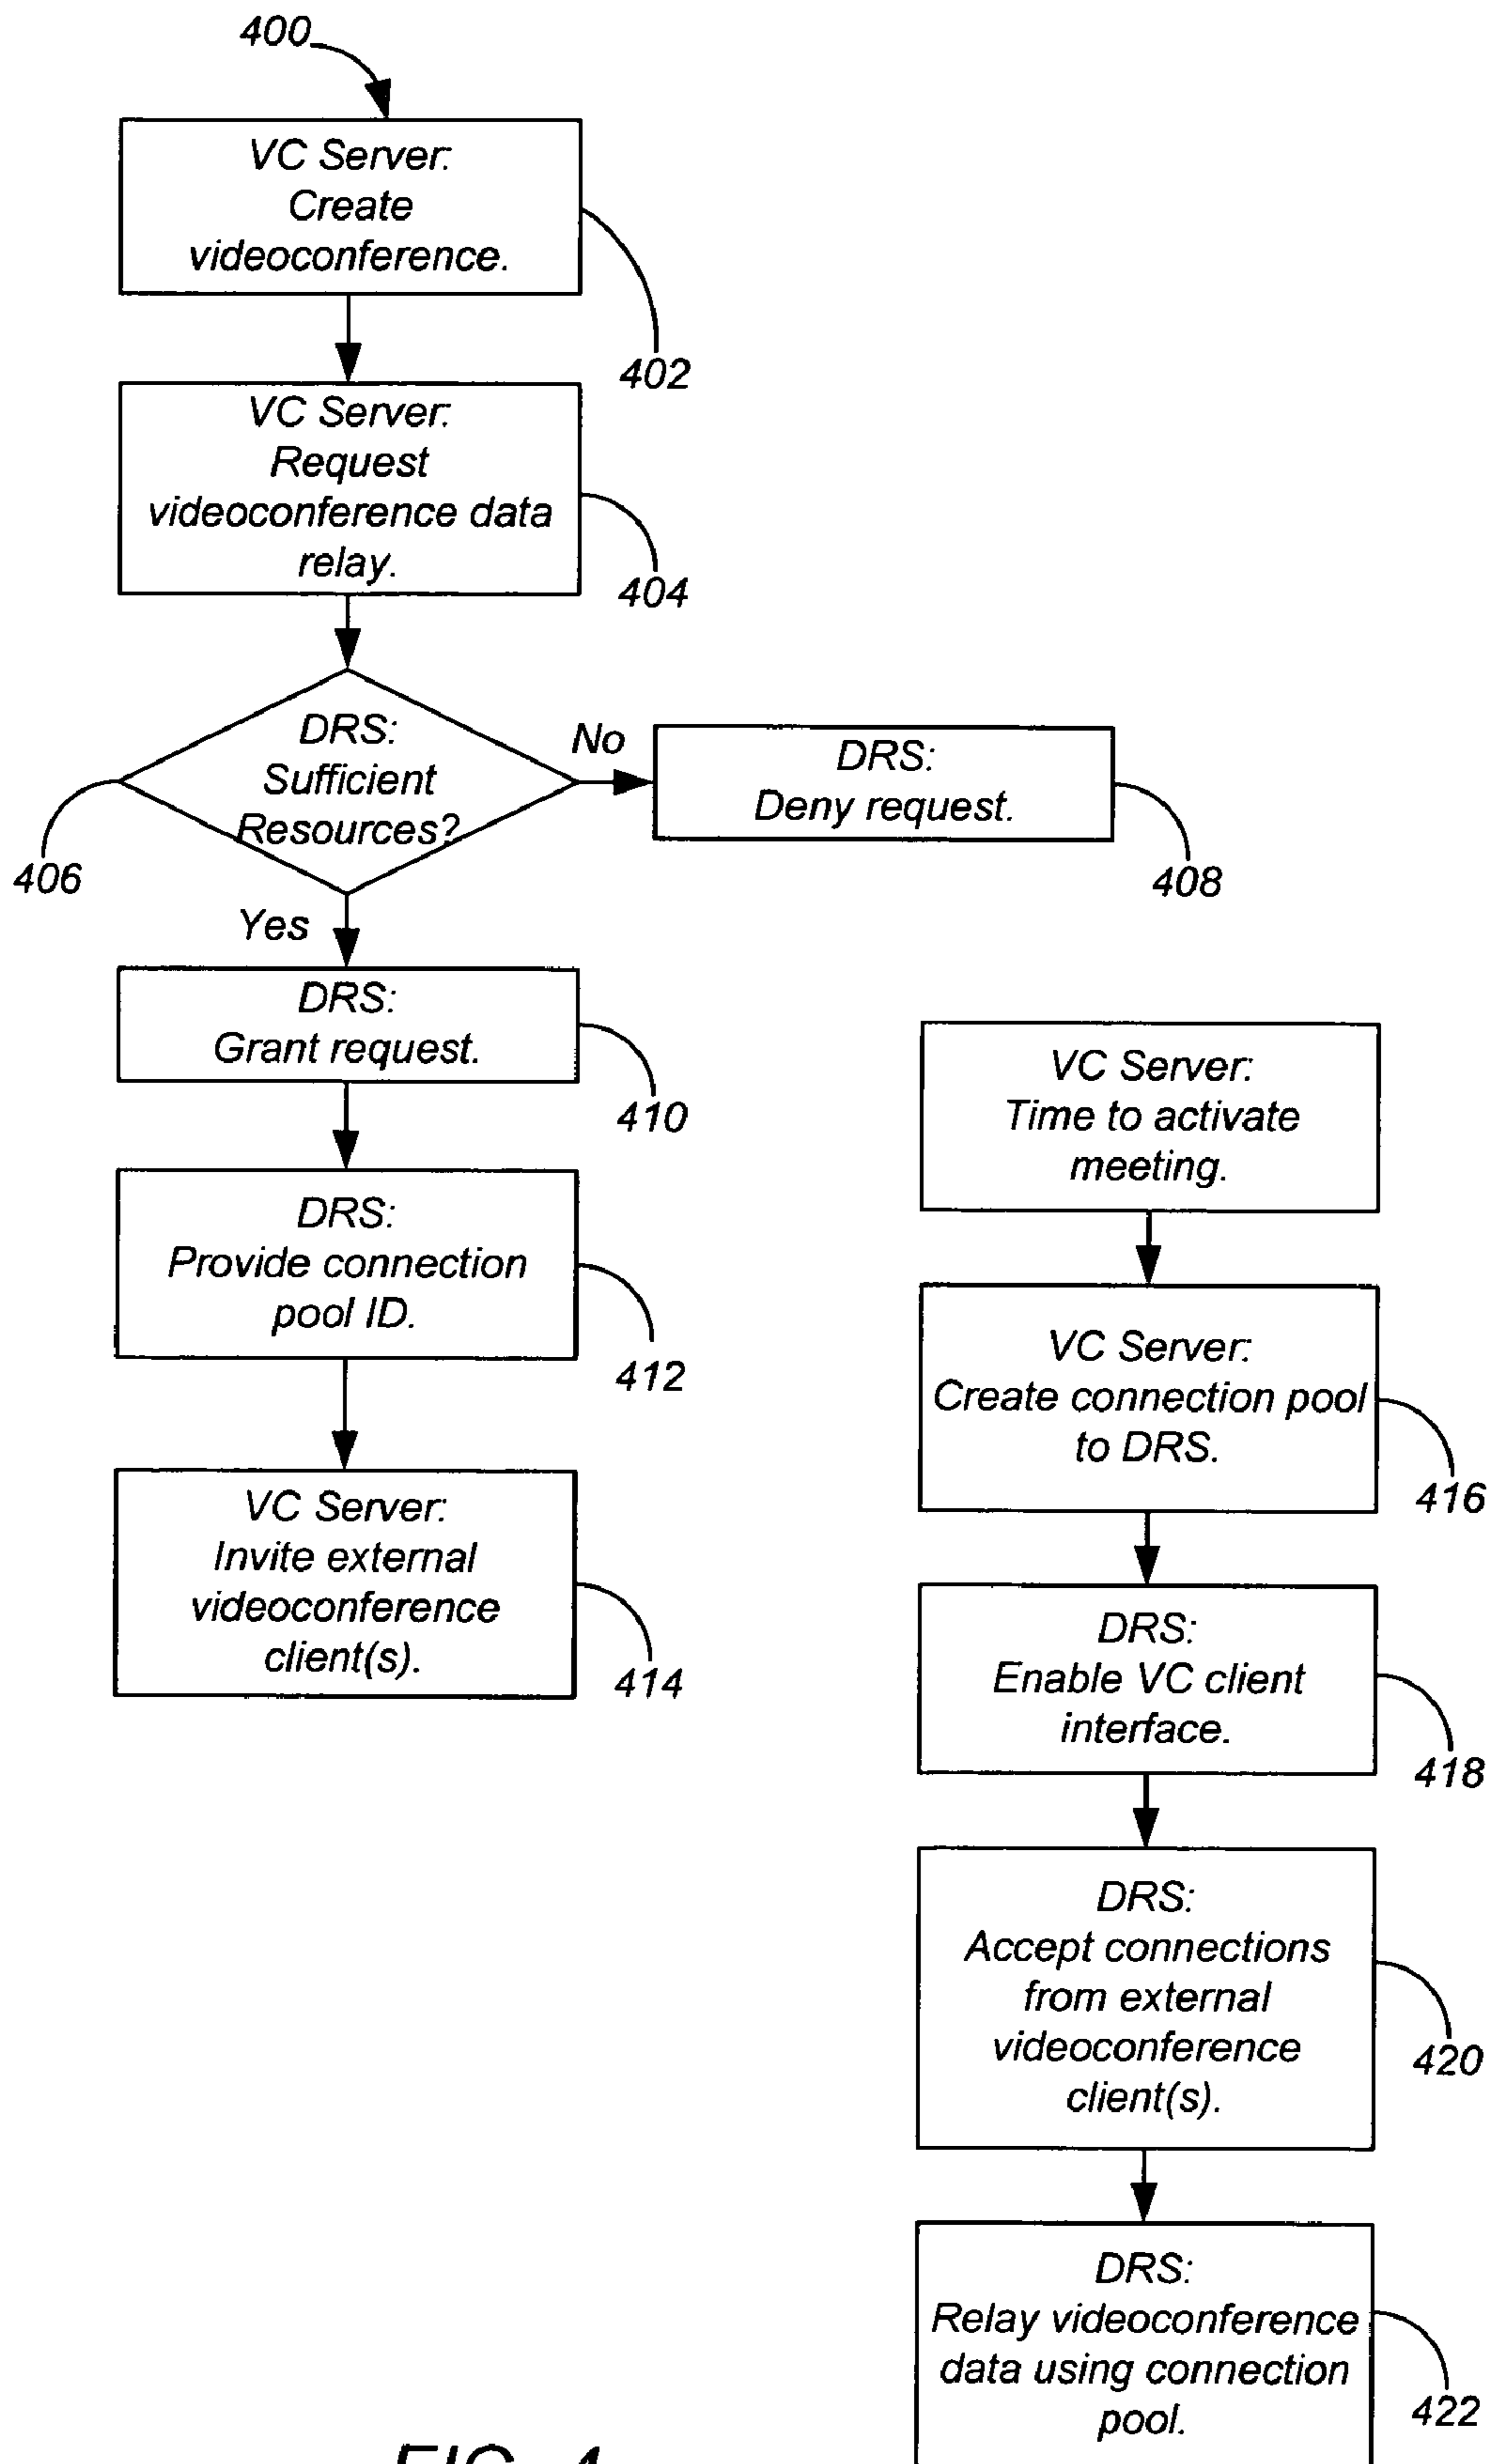 400
VC Server:
Create
videoconference.
402
VC Server:
Request
videoconference data
relay.
404
DRS:
Sufficient
Resources?
406
No
DRS:
Deny request.
408
Yes
DRS:
Grant request.
410
DRS:
Provide connection
pool ID.
412
VC Server:
Invite external
videoconference
client(s).
414
VC Server:
Time to activate
meeting.
VC Server:
Create connection pool
to DRS.
416
DRS:
Enable VC client
interface.
418
DRS:
Accept connections
from external
videoconference
client(s).
420
DRS:
Relay videoconference
data using connection
pool.
422
FIG. 4